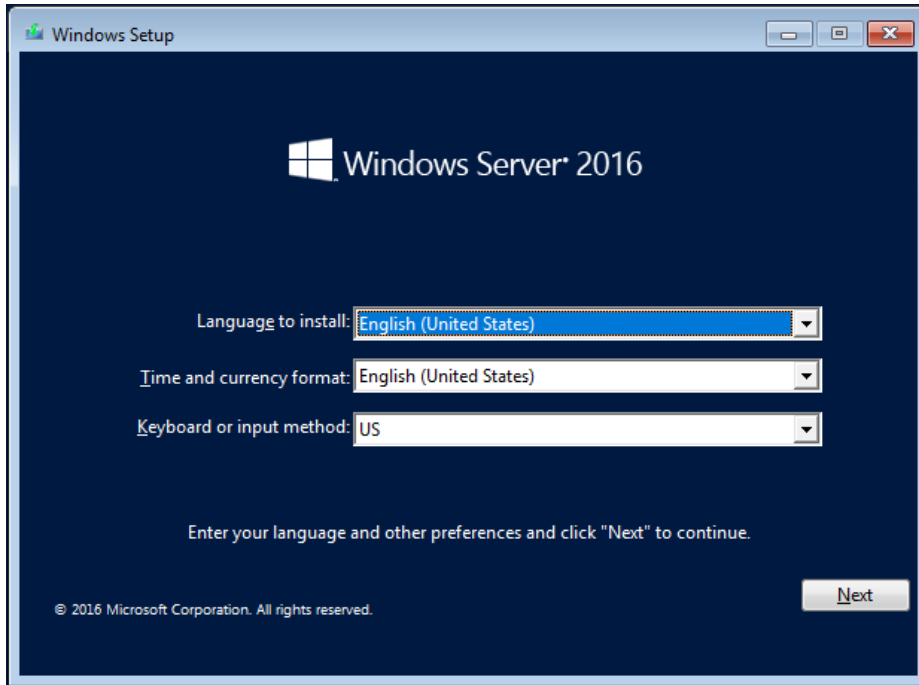 Windows Setup
Windows Server® 2016
Language to install: English (United States)
Time and currency format: English (United States)
Keyboard or input method: US
Enter your language and other preferences and click "Next" to continue.
Next
© 2016 Microsoft Corporation. All rights reserved.